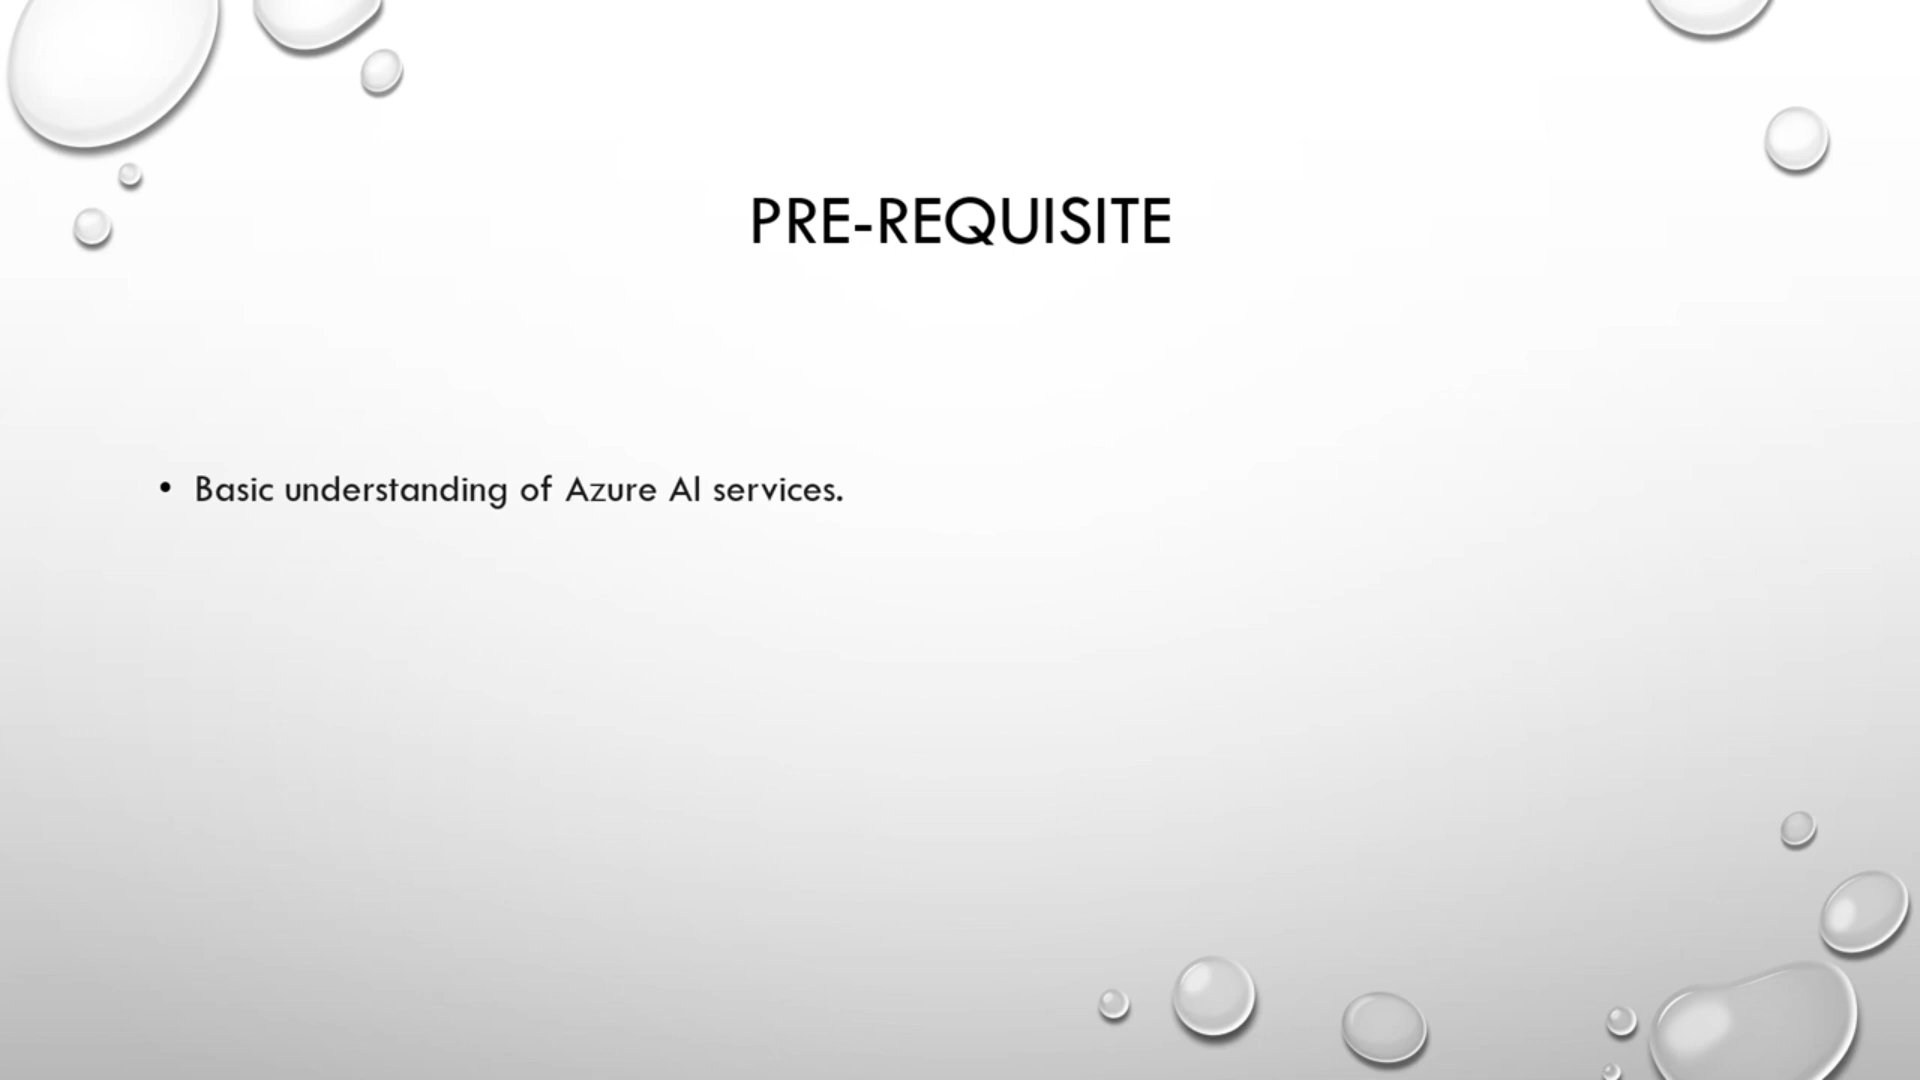 PRE-REQUISITE
• Basic understanding of Azure AI services.